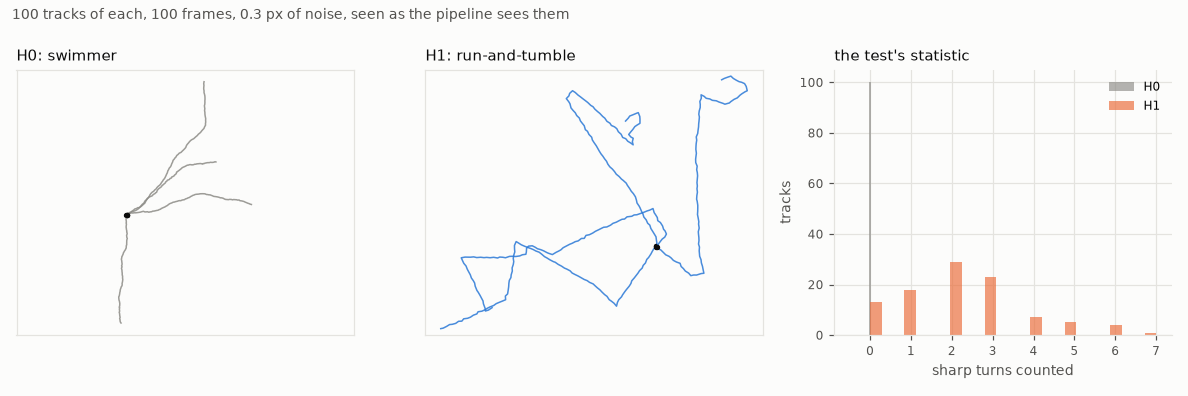 100 tracks of each, 100 frames, 0.3 px of noise, seen as the pipeline sees them
H0: swimmer
H1: run-and-tumble
the test's statistic
H0
H1
100
80
60
40
20
0
tracks
0 1 2 3 4 5 6 7
sharp turns counted